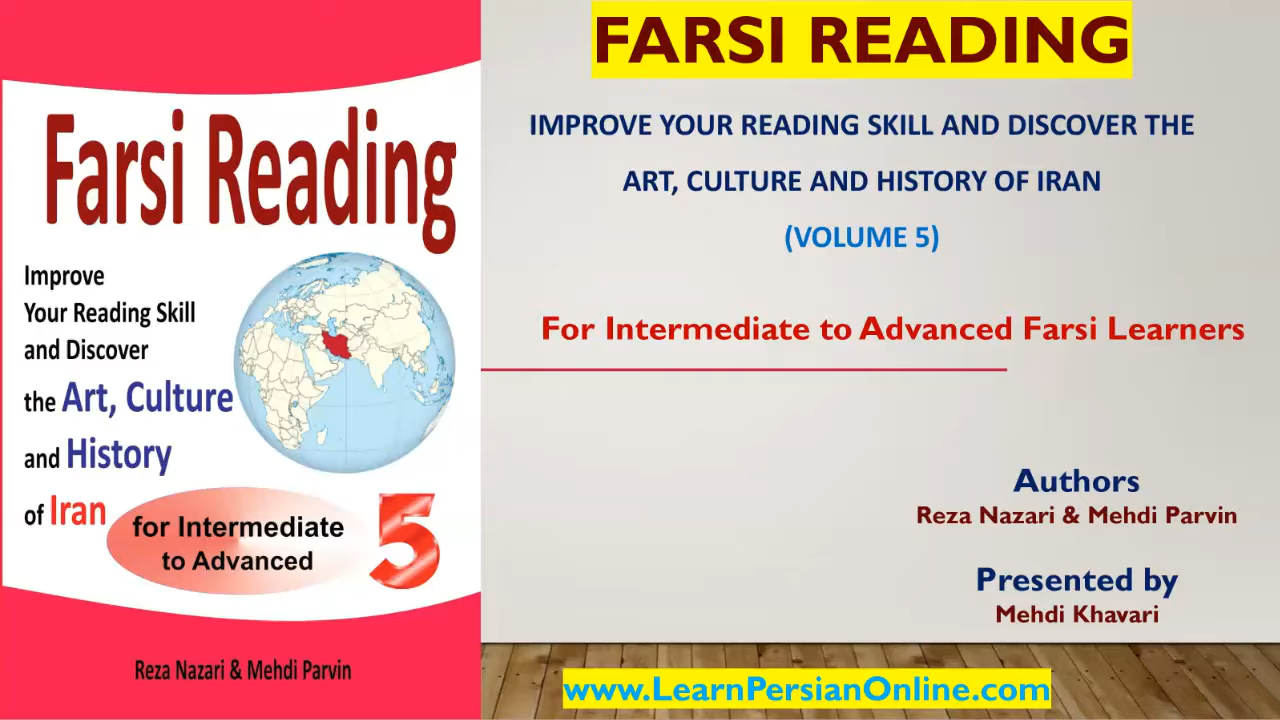 Farsi Reading
Improve
Your Reading Skill
and Discover
the Art, Culture
and History
of Iran
for Intermediate
to Advanced
5
Reza Nazari & Mehdi Parvin
FARSI READING
IMPROVE YOUR READING SKILL AND DISCOVER THE
ART, CULTURE AND HISTORY OF IRAN
(VOLUME 5)
For Intermediate to Advanced Farsi Learners
Authors
Reza Nazari & Mehdi Parvin
Presented by
Mehdi Khavari
www.LearnPersianOnline.com